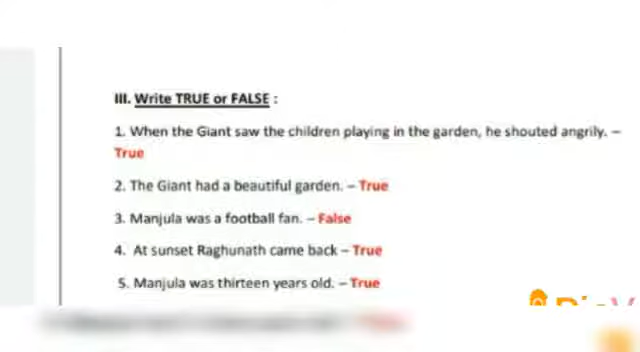 III. Write TRUE or FALSE :
1. When the Giant saw the children playing in the garden, he shouted angrily. –
True
2. The Giant had a beautiful garden. – True
3. Manjula was a football fan. – False
4. At sunset Raghunath came back – True
5. Manjula was thirteen years old. – True